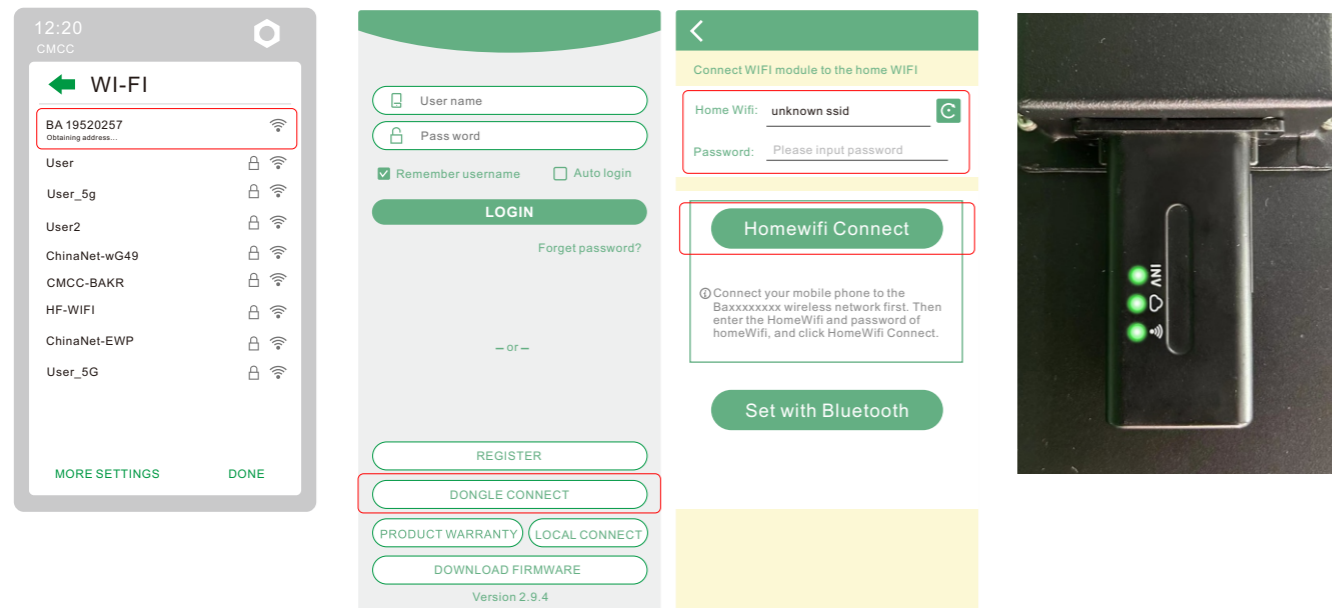 12:20
CMCC
WI-FI
BA 19520257
Obtaining address...
User
User_5g
User2
ChinaNet-wG49
CMCC-BAKR
HF-WIFI
ChinaNet-EWP
User_5G
MORE SETTINGS DONE
User name
Pass word
Remember username Auto login
LOGIN
Forget password?
or
REGISTER
DONGLE CONNECT
PRODUCT WARRANTY LOCAL CONNECT
DOWNLOAD FIRMWARE
Version 2.9.4
Connect WIFI module to the home WIFI
Home Wifi: unknown ssid
Password: Please input password
Homewifi Connect
Connect your mobile phone to the
Baxxxxxxxx wireless network first. Then
enter the HomeWifi and password of
homeWifi, and click HomeWifi Connect.
Set with Bluetooth
INV